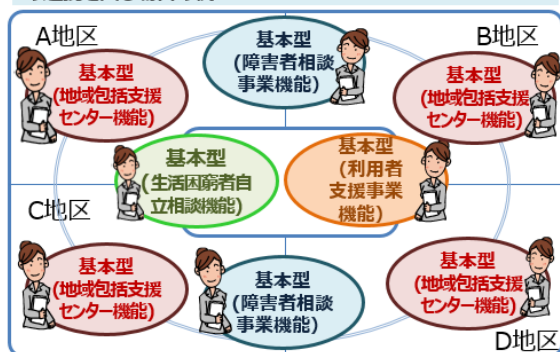 A地区
基本型
(障害者相談
事業機能)
B地区
基本型
(地域包括支援
センター機能)
基本型
(地域包括支援
センター機能)
基本型
(生活困窮者自
立相談機能)
基本型
(利用者
支援事業
機能)
C地区
基本型
(地域包括支援
センター機能)
基本型
(障害者相談
事業機能)
基本型
(地域包括支援
センター機能)
D地区